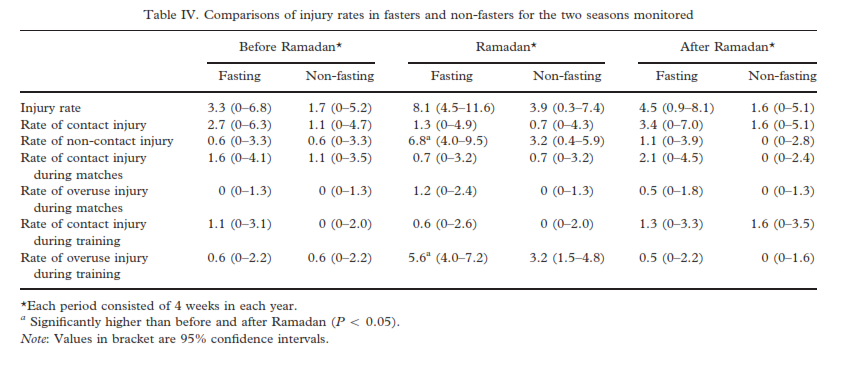 Table IV. Comparisons of injury rates in fasters and non-fasters for the two seasons monitored
Before Ramadan* Ramadan* After Ramadan*
Fasting Non-fasting Fasting Non-fasting Fasting Non-fasting
Injury rate 3.3 (0–6.8) 1.7 (0–5.2) 8.1 (4.5–11.6) 3.9 (0.3–7.4) 4.5 (0.9–8.1) 1.6 (0–5.1)
Rate of contact injury 2.7 (0–6.3) 1.1 (0–4.7) 1.3 (0–4.9) 0.7 (0–4.3) 3.4 (0–7.0) 1.6 (0–5.1)
Rate of non-contact injury 0.6 (0–3.3) 0.6 (0–3.3) 6.8ᵃ (4.0–9.5) 3.2 (0.4–5.9) 1.1 (0–3.9) 0 (0–2.8)
Rate of contact injury 1.6 (0–4.1) 1.1 (0–3.5) 0.7 (0–3.2) 0.7 (0–3.2) 2.1 (0–4.5) 0 (0–2.4)
during matches
Rate of overuse injury 0 (0–1.3) 0 (0–1.3) 1.2 (0–2.4) 0 (0–1.3) 0.5 (0–1.8) 0 (0–1.3)
during matches
Rate of contact injury 1.1 (0–3.1) 0 (0–2.0) 0.6 (0–2.6) 0 (0–2.0) 1.3 (0–3.3) 1.6 (0–3.5)
during training
Rate of overuse injury 0.6 (0–2.2) 0.6 (0–2.2) 5.6ᵃ (4.0–7.2) 3.2 (1.5–4.8) 0.5 (0–2.2) 0 (0–1.6)
during training
*Each period consisted of 4 weeks in each year.
ᵃ Significantly higher than before and after Ramadan (P < 0.05).
Note: Values in bracket are 95% confidence intervals.